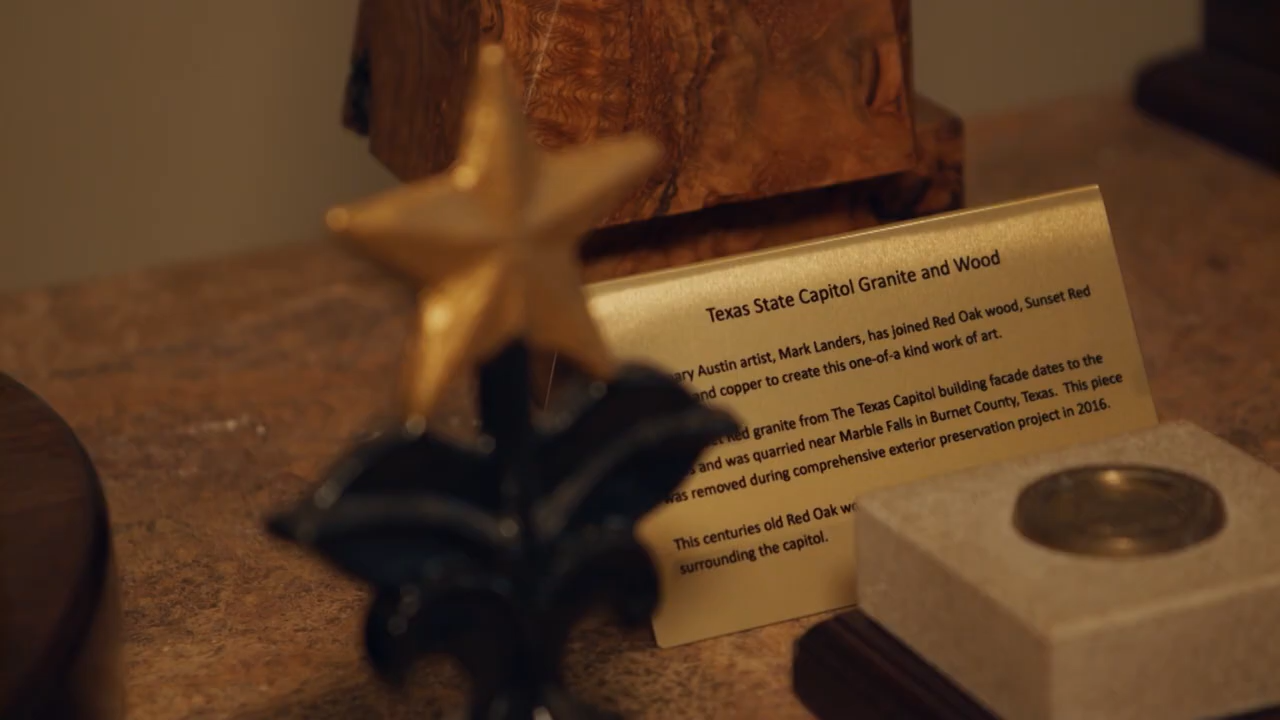 Texas State Capitol Granite and Wood
Austin artist, Mark Landers, has joined Red Oak wood, Sunset Red
and copper to create this one-of-a kind work of art.
Red granite from The Texas Capitol building facade dates to the
and was quarried near Marble Falls in Burnet County, Texas. This piece
was removed during comprehensive exterior preservation project in 2016.
This centuries old Red Oak
surrounding the capitol.